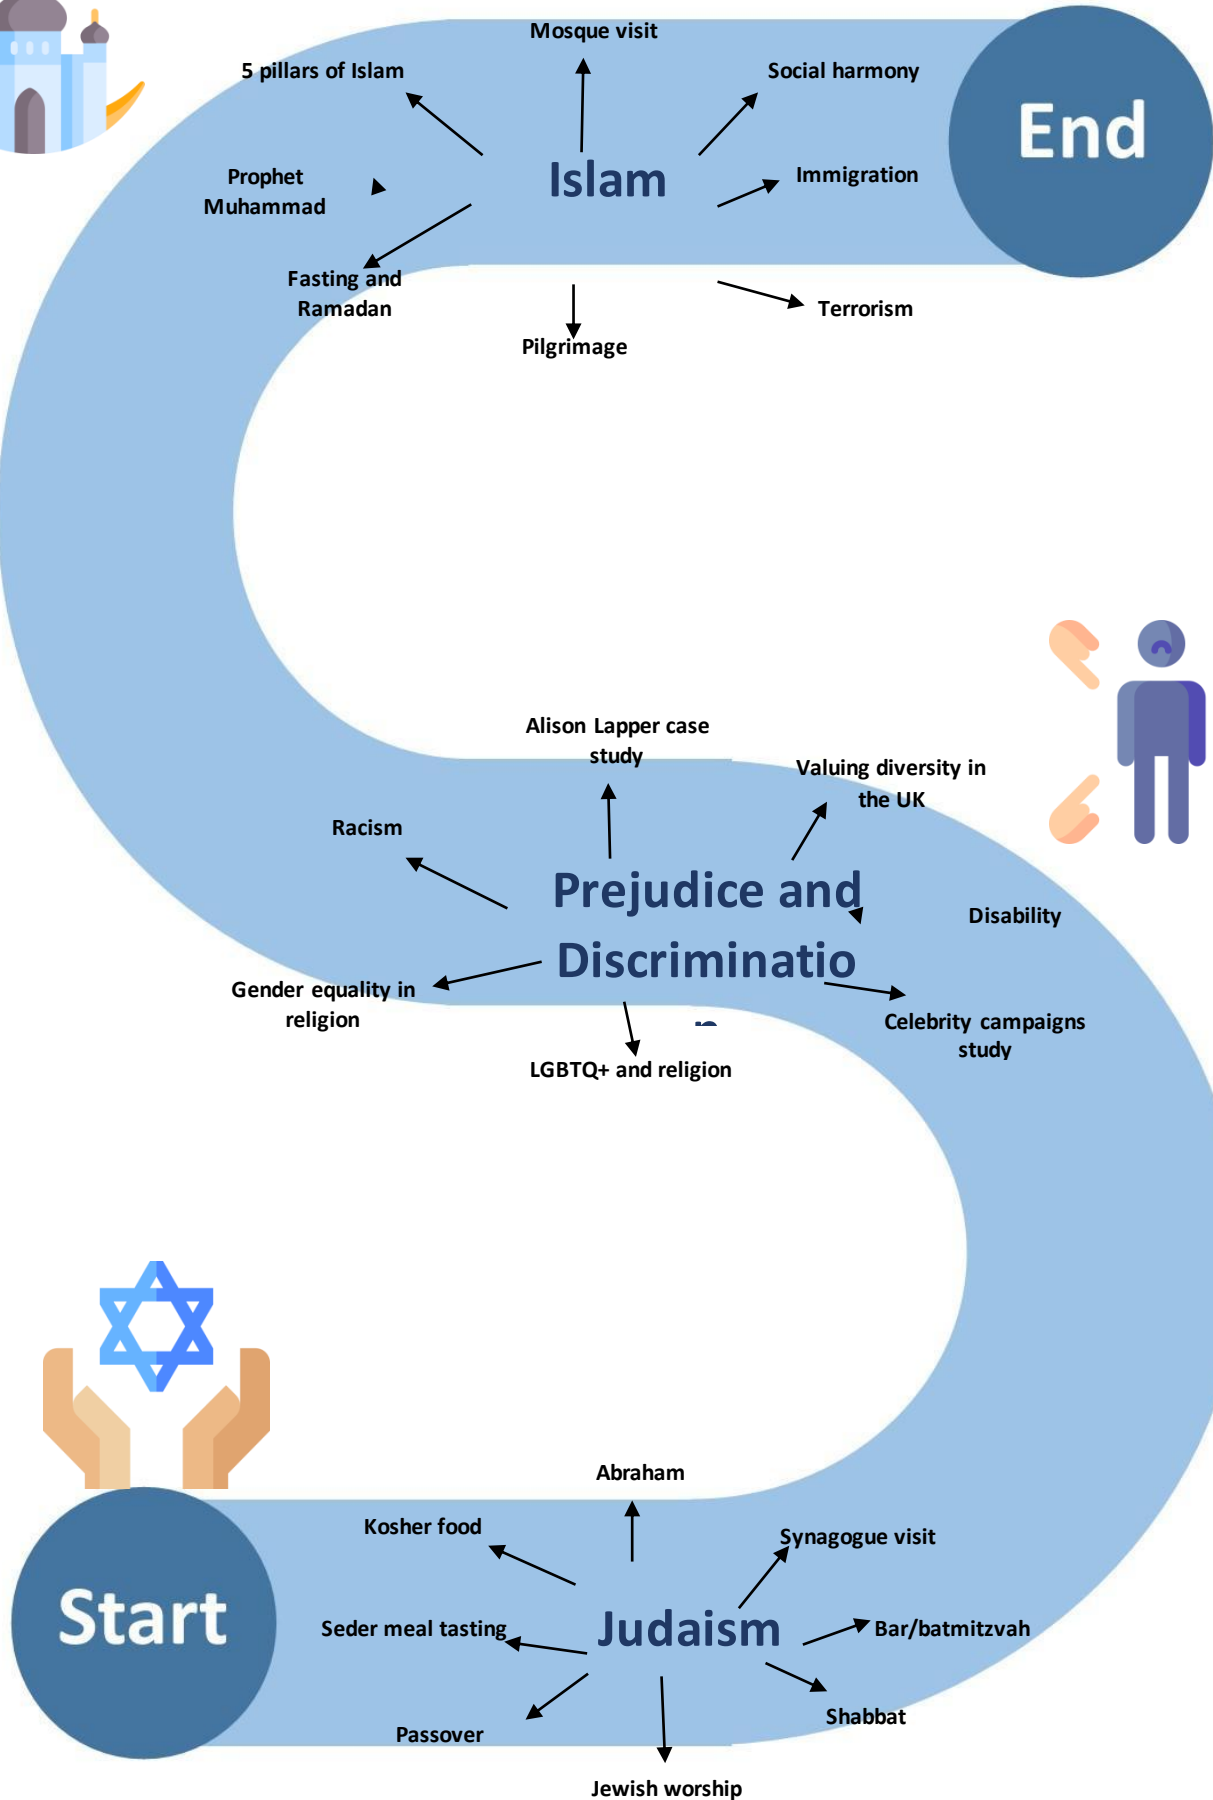 Mosque visit
5 pillars of Islam
Social harmony
End
Islam
Immigration
Prophet
Muhammad
Fasting and
Ramadan
Terrorism
Pilgrimage
Alison Lapper case
study
Valuing diversity in
the UK
Racism
Prejudice and
Discriminatio
n
Disability
Gender equality in
religion
Celebrity campaigns
study
LGBTQ+ and religion
Abraham
Kosher food
Synagogue visit
Start
Seder meal tasting
Judaism
Bar/batmitzvah
Shabbat
Passover
Jewish worship